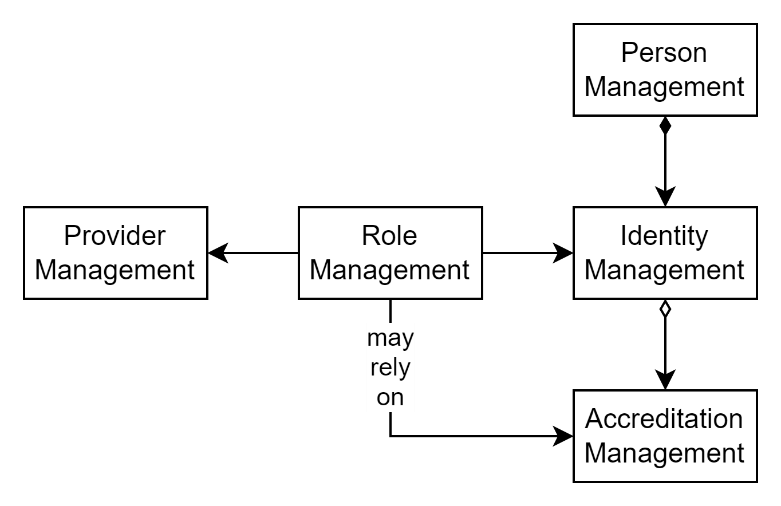 Person
Management
Provider
Management
Role
Management
Identity
Management
may
rely
on
Accreditation
Management